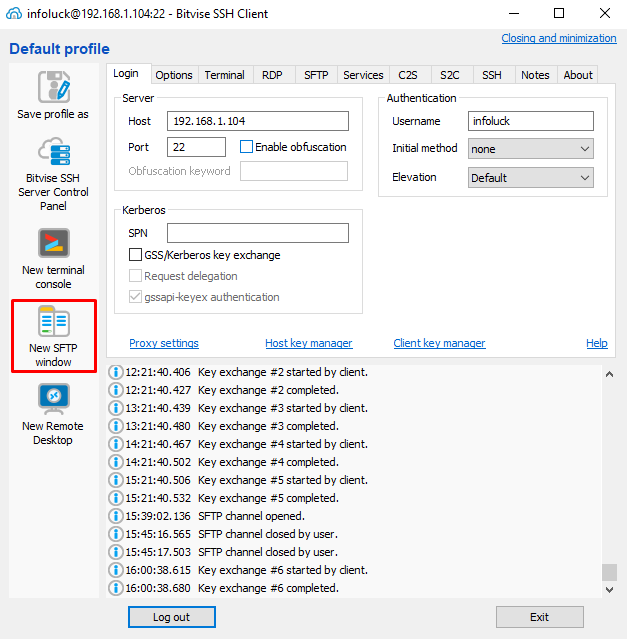 infoluck@192.168.1.104:22 - Bitvise SSH Client
Closing and minimization
Default profile
Save profile as
Bitvise SSH
Server Control
Panel
New terminal
console
New SFTP
window
New Remote
Desktop
Login Options Terminal RDP SFTP Services C2S S2C SSH Notes About
Server
Host 192.168.1.104
Port 22 Enable obfuscation
Obfuscation keyword
Authentication
Username infoluck
Initial method none
Elevation Default
Kerberos
SPN
GSS/Kerberos key exchange
Request delegation
gssapi-keyex authentication
Proxy settings Host key manager Client key manager Help
12:21:40.406 Key exchange #2 started by client.
12:21:40.427 Key exchange #2 completed.
13:21:40.439 Key exchange #3 started by client.
13:21:40.480 Key exchange #3 completed.
14:21:40.467 Key exchange #4 started by client.
14:21:40.502 Key exchange #4 completed.
15:21:40.506 Key exchange #5 started by client.
15:21:40.532 Key exchange #5 completed.
15:39:02.136 SFTP channel opened.
15:45:16.565 SFTP channel closed by user.
15:45:17.503 SFTP channel closed by user.
16:00:38.615 Key exchange #6 started by client.
16:00:38.680 Key exchange #6 completed.
Log out Exit